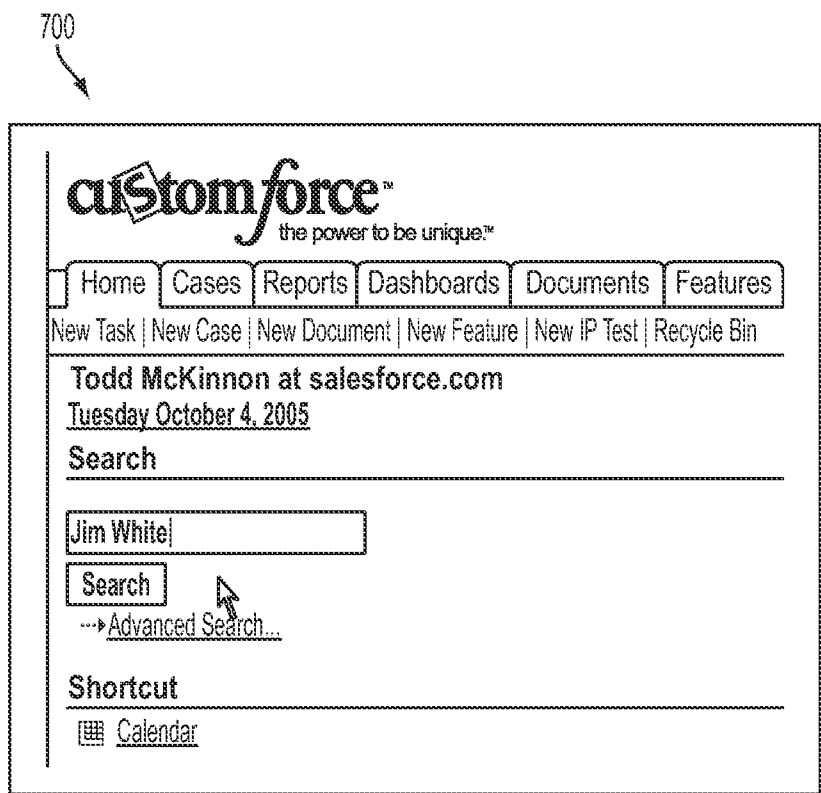 700
customforce™
the power to be unique.™
Home Cases Reports Dashboards Documents Features
New Task | New Case | New Document | New Feature | New IP Test | Recycle Bin
Todd McKinnon at salesforce.com
Tuesday October 4, 2005
Search
Jim White
Search
Advanced Search...
Shortcut
Calendar